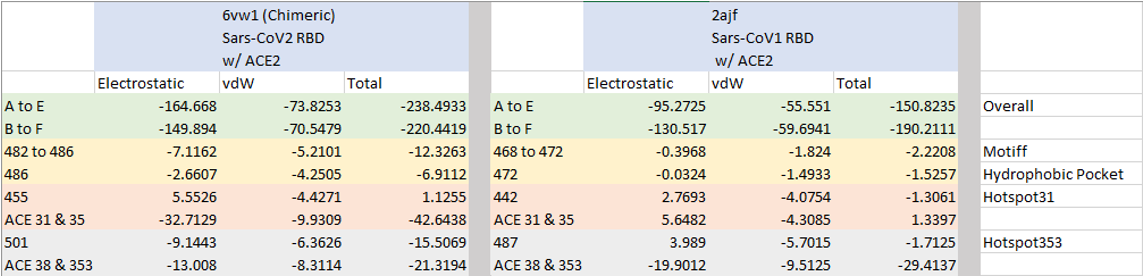 6vw1 (Chimeric) 2ajf
Sars-CoV2 RBD Sars-CoV1 RBD
w/ ACE2 w/ ACE2
Electrostatic vdW Total Electrostatic vdW Total
A to E -164.668 -73.8253 -238.4933 A to E -95.2725 -55.551 -150.8235 Overall
B to F -149.894 -70.5479 -220.4419 B to F -130.517 -59.6941 -190.2111
482 to 486 -7.1162 -5.2101 -12.3263 468 to 472 -0.3968 -1.824 -2.2208 Motiff
486 -2.6607 -4.2505 -6.9112 472 -0.0324 -1.4933 -1.5257 Hydrophobic Pocket
455 5.5526 -4.4271 1.1255 442 2.7693 -4.0754 -1.3061 Hotspot31
ACE 31 & 35 -32.7129 -9.9309 -42.6438 ACE 31 & 35 5.6482 -4.3085 1.3397
501 -9.1443 -6.3626 -15.5069 487 3.989 -5.7015 -1.7125 Hotspot353
ACE 38 & 353 -13.008 -8.3114 -21.3194 ACE 38 & 353 -19.9012 -9.5125 -29.4137